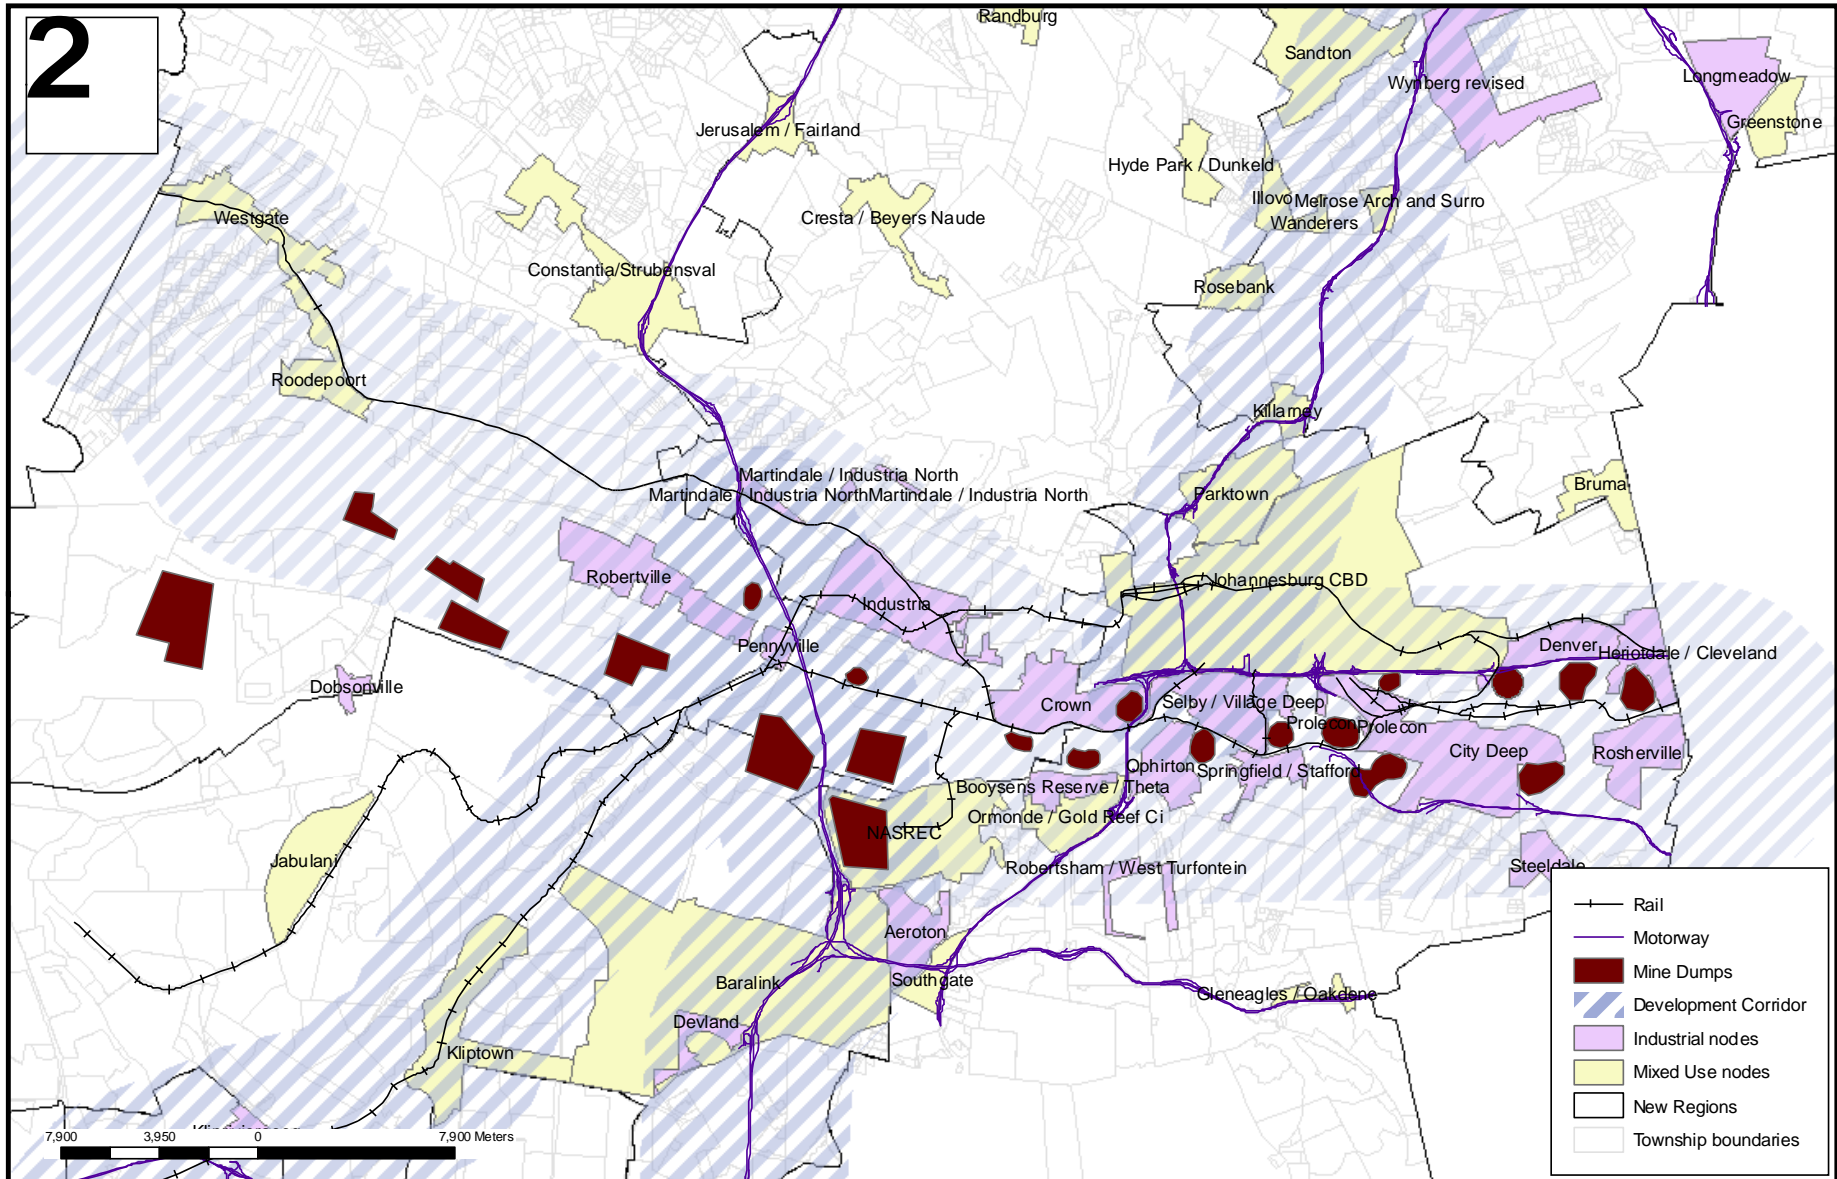 2
Randburg
Sandton
Wynberg revised
Longmeadow
Greenstone
Jerusalem / Fairland
Hyde Park / Dunkeld
Illovo
Melrose Arch and Surro
Wanderers
Westgate
Cresta / Beyers Naude
Constantia/Strubensval
Rosebank
Roodepoort
Killarney
Martindale / Industria North
Martindale / Industria North
Martindale / Industria North
Parktown
Bruma
Robertville
Johannesburg CBD
Industria
Pennyville
Denver
Heriotdale / Cleveland
Dobsonville
Crown
Selby / Village Deep
Prolecon
Prolecon
City Deep
Rosherville
Ophirton
Springfield / Stafford
Booysens Reserve / Theta
Ormonde / Gold Reef Ci
NASREC
Jabulani
Robertsham / West Turfontein
Steeldale
Aeroton
Baralink
Southgate
Gleneagles / Oakdene
Devland
Kliptown
7,900
3,950
0
7,900 Meters
Rail
Motorway
Mine Dumps
Development Corridor
Industrial nodes
Mixed Use nodes
New Regions
Township boundaries